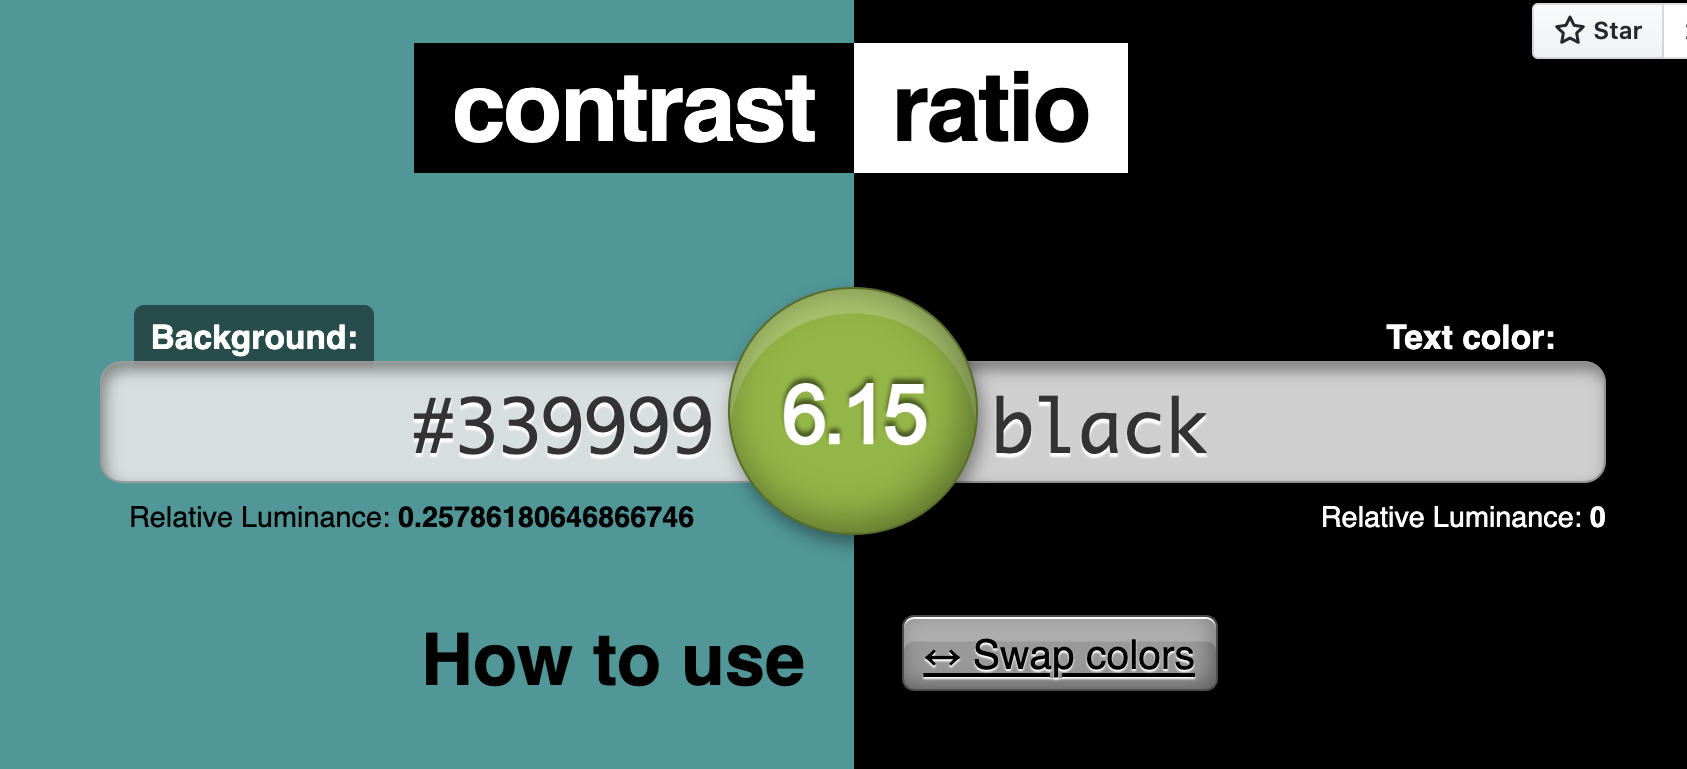 Star
contrast ratio
Background:
Text color:
#339999 6.15 black
Relative Luminance: 0.25786180646866746
Relative Luminance: 0
How to use
↔ Swap colors